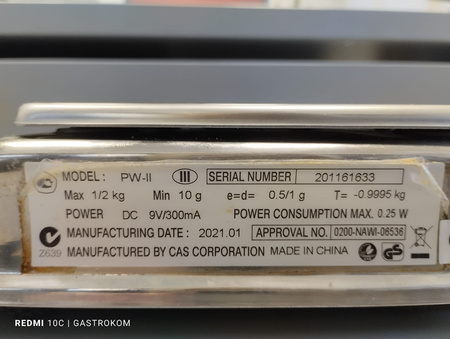 MODEL: PW-II III SERIAL NUMBER 201161633
Max 1/2 kg Min 10 g e=d= 0.5/1 g T= -0.9995 kg
POWER DC 9V/300mA POWER CONSUMPTION MAX. 0.25 W
MANUFACTURING DATE: 2021.01 APPROVAL NO. 0200-NAWI-06536
Z639 MANUFACTURED BY CAS CORPORATION MADE IN CHINA GS
REDMI 10C | GASTROKOM